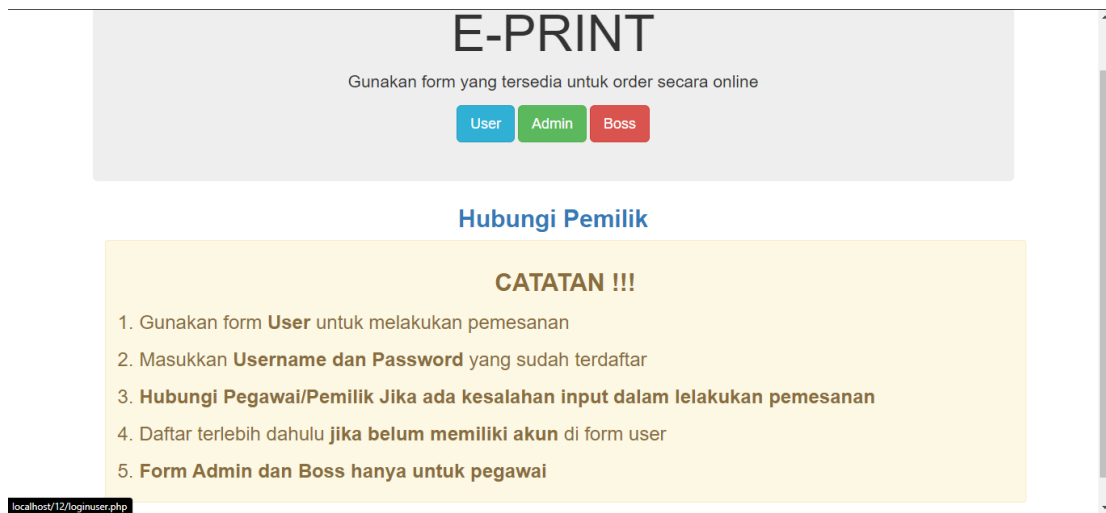 E-PRINT
Gunakan form yang tersedia untuk order secara online
User Admin Boss
Hubungi Pemilik
CATATAN !!!
1. Gunakan form User untuk melakukan pemesanan
2. Masukkan Username dan Password yang sudah terdaftar
3. Hubungi Pegawai/Pemilik Jika ada kesalahan input dalam lelakukan pemesanan
4. Daftar terlebih dahulu jika belum memiliki akun di form user
5. Form Admin dan Boss hanya untuk pegawai
localhost/12/loginuser.php